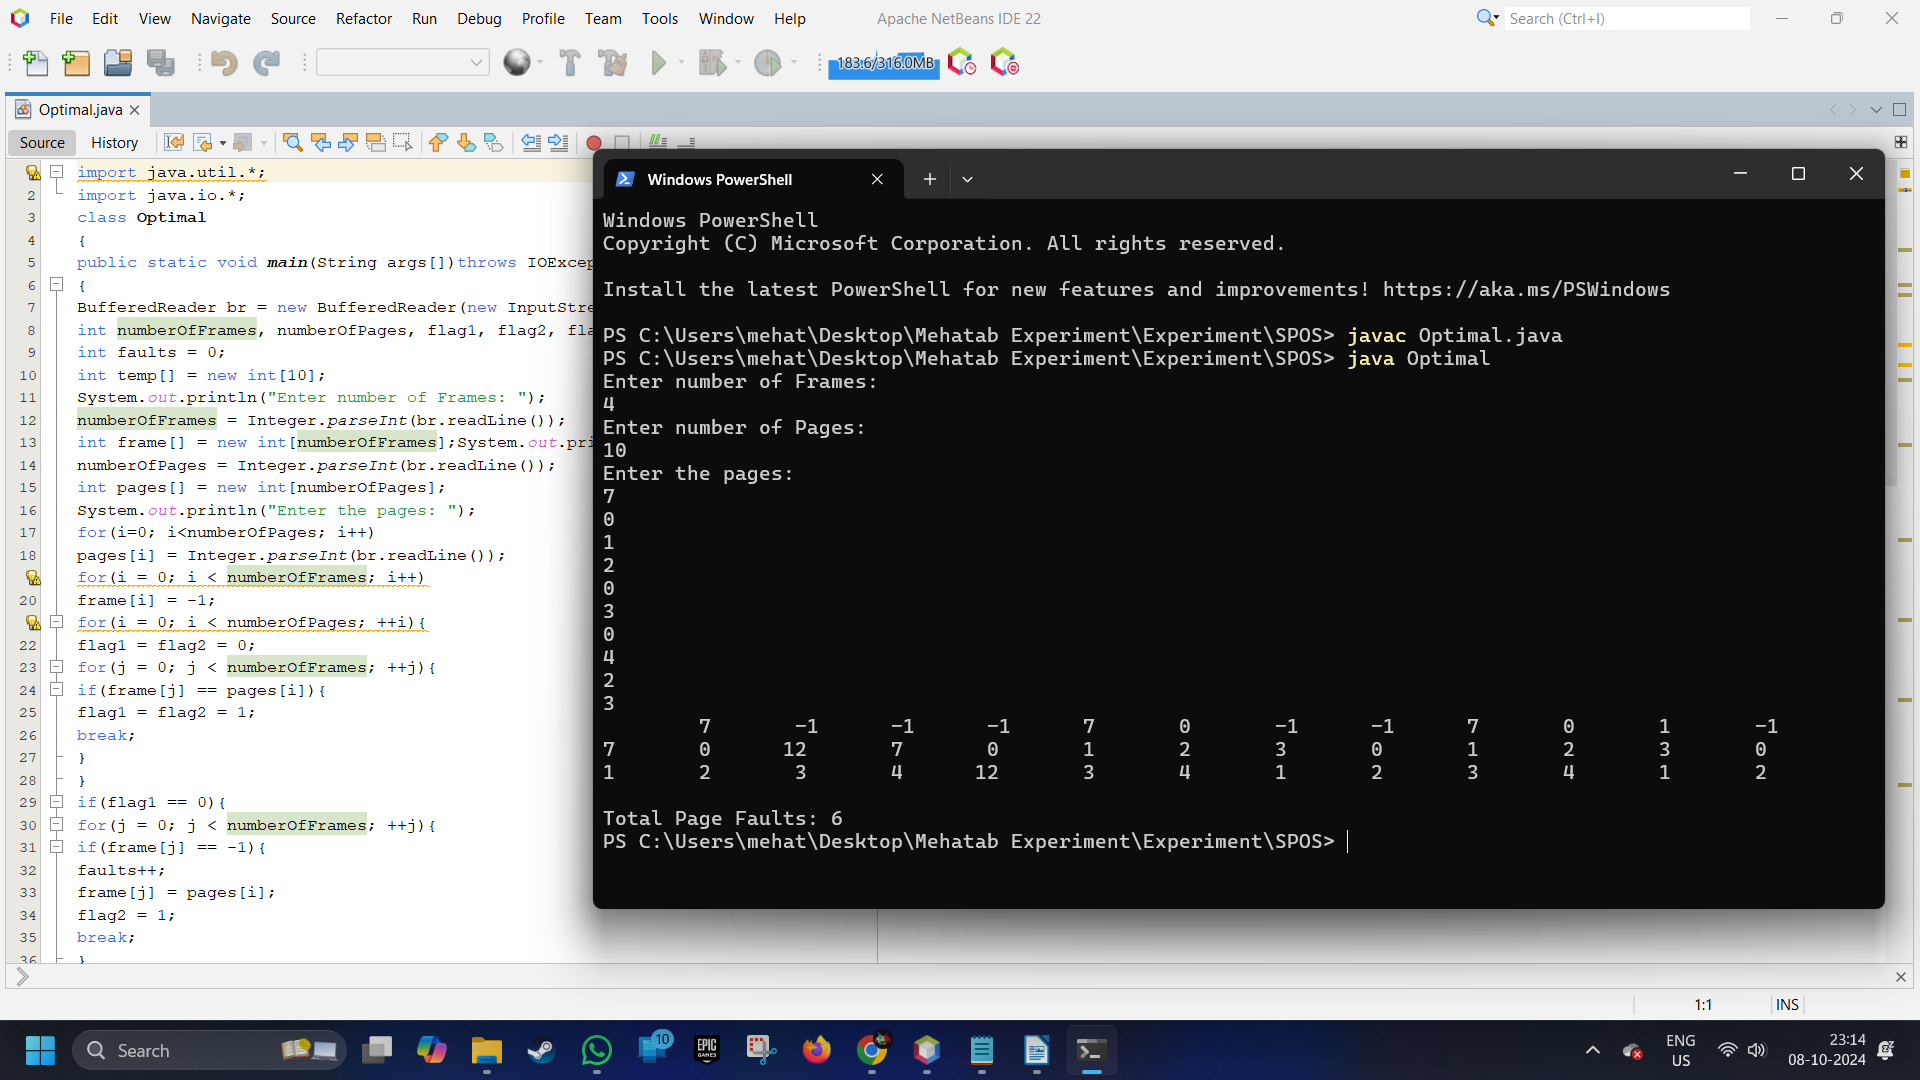 File Edit View Navigate Source Refactor Run Debug Profile Team Tools Window Help
Apache NetBeans IDE 22
Search (Ctrl+I)
183.6/316.0MB
Optimal.java
Source History
import java.util.*;
2 import java.io.*;
3 class Optimal
4 {
5 public static void main(String args[])throws IOExcep
6 {
7 BufferedReader br = new BufferedReader(new InputStre
8 int numberOfFrames, numberOfPages, flag1, flag2, fla
9 int faults = 0;
10 int temp[] = new int[10];
11 System.out.println("Enter number of Frames: ");
12 numberOfFrames = Integer.parseInt(br.readLine());
13 int frame[] = new int[numberOfFrames];System.out.pri
14 numberOfPages = Integer.parseInt(br.readLine());
15 int pages[] = new int[numberOfPages];
16 System.out.println("Enter the pages: ");
17 for(i=0; i<numberOfPages; i++)
18 pages[i] = Integer.parseInt(br.readLine());
for(i = 0; i < numberOfFrames; i++)
20 frame[i] = -1;
for(i = 0; i < numberOfPages; ++i){
22 flag1 = flag2 = 0;
23 for(j = 0; j < numberOfFrames; ++j){
24 if(frame[j] == pages[i]){
25 flag1 = flag2 = 1;
26 break;
27 }
28 }
29 if(flag1 == 0){
30 for(j = 0; j < numberOfFrames; ++j){
31 if(frame[j] == -1){
32 faults++;
33 frame[j] = pages[i];
34 flag2 = 1;
35 break;
36 }
Windows PowerShell
Windows PowerShell
Copyright (C) Microsoft Corporation. All rights reserved.
Install the latest PowerShell for new features and improvements! https://aka.ms/PSWindows
PS C:\Users\mehat\Desktop\Mehatab Experiment\Experiment\SPOS> javac Optimal.java
PS C:\Users\mehat\Desktop\Mehatab Experiment\Experiment\SPOS> java Optimal
Enter number of Frames:
4
Enter number of Pages:
10
Enter the pages:
7
0
1
2
0
3
0
4
2
3
7 -1 -1 -1 7 0 -1 -1 7 0 1 -1
7 0 12 7 0 1 2 3 0 1 2 3 0
1 2 3 4 12 3 4 1 2 3 4 1 2
Total Page Faults: 6
PS C:\Users\mehat\Desktop\Mehatab Experiment\Experiment\SPOS>
1:1 INS
Search
10
EPIC GAMES
ENG
US
23:14
08-10-2024